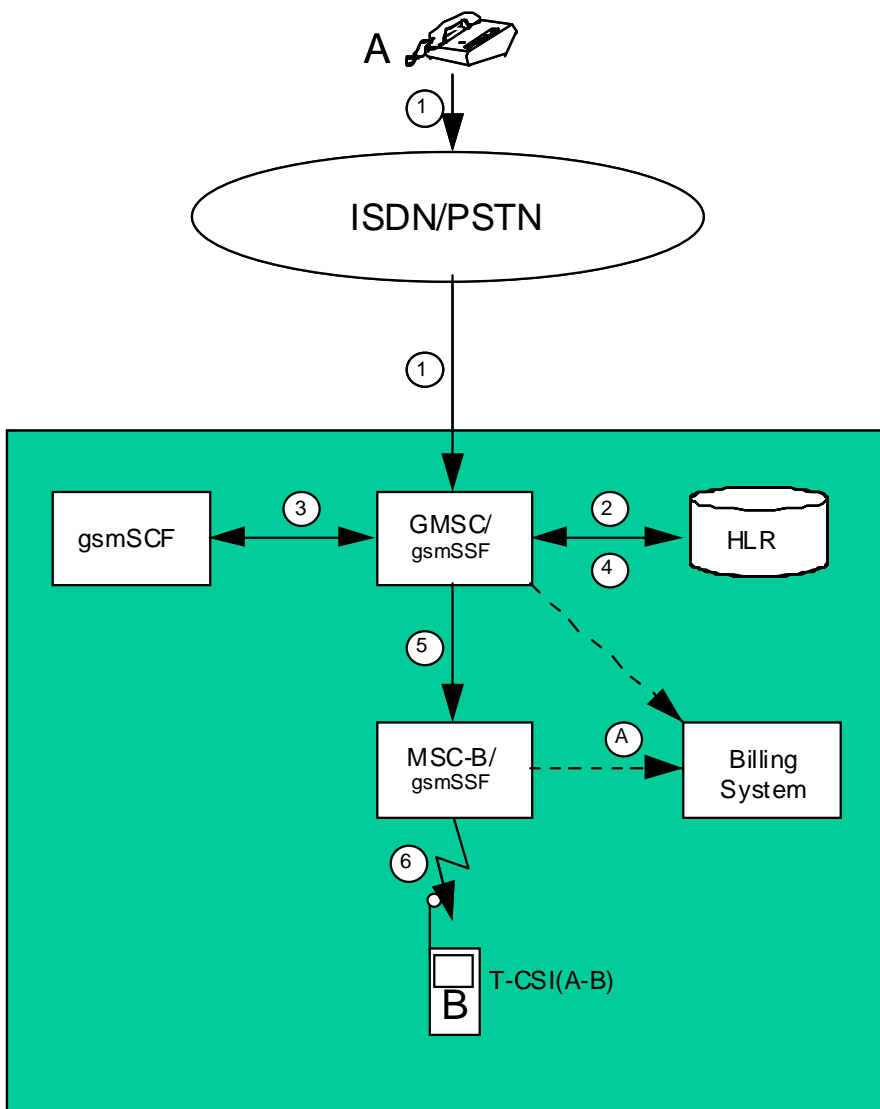 A
1
ISDN/PSTN
1
gsmSCF
3
GMSC/
gsmSSF
2
4
HLR
5
MSC-B/
gsmSSF
A
Billing
System
6
B
T-CSI(A-B)